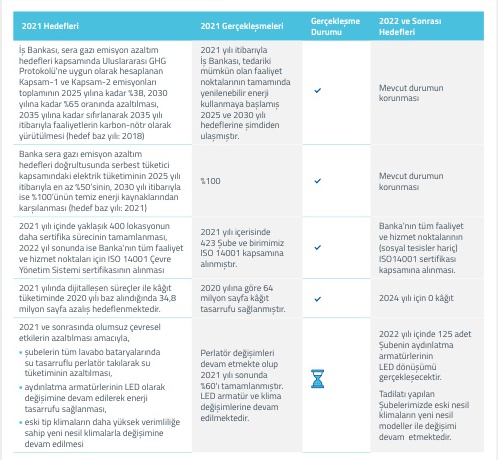 2021 Hedefleri
2021 Gerçekleşmeleri
Gerçekleşme
Durumu
2022 ve Sonrası
Hedefleri
İş Bankası, sera gazı emisyon azaltım
hedefleri kapsamında Uluslararası GHG
Protokolü'ne uygun olarak hesaplanan
Kapsam-1 ve Kapsam-2 emisyonları
toplamının 2025 yılına kadar %38, 2030
yılına kadar %65 oranında azaltılması,
2035 yılına kadar sıfırlanarak 2035 yılı
itibarıyla faaliyetlerin karbon-nötr olarak
yürütülmesi (hedef baz yılı: 2018)
2021 yılı itibarıyla
İş Bankası, tedariki
mümkün olan faaliyet
noktalarının tamamında
yenilenebilir enerji
kullanmaya başlamış
2025 ve 2030 yılı
hedeflerine şimdiden
ulaşmıştır.
Mevcut durumun
korunması
Banka sera gazı emisyon azaltım
hedefleri doğrultusunda serbest tüketici
kapsamındaki elektrik tüketiminin 2025 yılı
itibarıyla en az %50'sinin, 2030 yılı itibarıyla
ise %100'ünün temiz enerji kaynaklarından
karşılanması (hedef baz yılı: 2021)
%100
Mevcut durumun
korunması
2021 yılı içinde yaklaşık 400 lokasyonun
daha sertifika sürecinin tamamlanması,
2022 yıl sonunda ise Banka'nın tüm faaliyet
ve hizmet noktaları için ISO 14001 Çevre
Yönetim Sistemi sertifikasının alınması
2021 yılı içerisinde
423 Şube ve birimimiz
ISO 14001 kapsamına
alınmıştır.
Banka'nın tüm faaliyet
ve hizmet noktalarının
(sosyal tesisler hariç)
ISO14001 sertifikası
kapsamına alınması.
2021 yılında dijitalleşen süreçler ile kâğıt
tüketiminde 2020 yılı baz alındığında 34,8
milyon sayfa azalış hedeflenmektedir.
2020 yılına göre 64
milyon sayfa kâğıt
tasarrufu sağlanmıştır.
2024 yılı için 0 kâğıt
2021 ve sonrasında olumsuz çevresel
etkilerin azaltılması amacıyla,
• şubelerin tüm lavabo bataryalarında
su tasarruflu perlatör takılarak su
tüketiminin azaltılması,
• aydınlatma armatürlerinin LED olarak
değişimine devam edilerek enerji
tasarrufu sağlanması,
• eski tip klimaların daha yüksek verimliliğe
sahip yeni nesil klimalarla değişimine
devam edilmesi
Perlatör değişimleri
devam etmekte olup
2021 yılı sonunda
%60'ı tamamlanmıştır.
LED armatür ve klima
değişimlerine devam
edilmektedir.
2022 yılı içinde 125 adet
Şubenin aydınlatma
armatürlerinin
LED dönüşümü
gerçekleşecektir.
Tadilatı yapılan
Şubelerimizde eski nesil
klimaların yeni nesil
modeller ile değişimi
devam etmektedir.